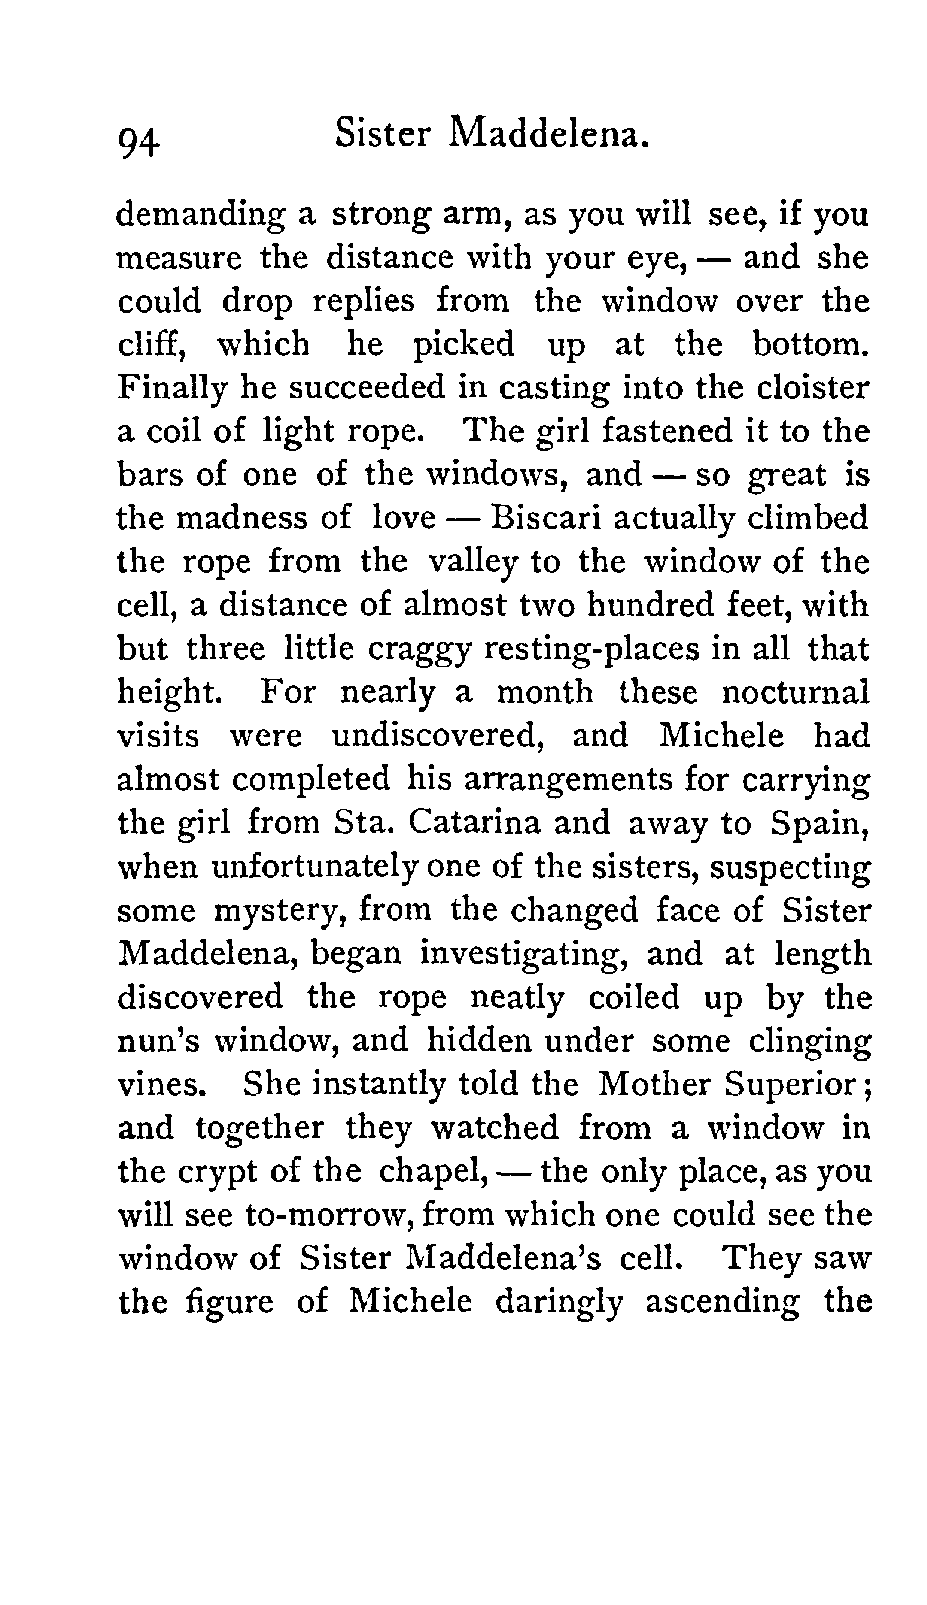 94 Sister Maddelena.
demanding a strong arm, as you will see, if you
measure the distance with your eye, — and she
could drop replies from the window over the
cliff, which he picked up at the bottom.
Finally he succeeded in casting into the cloister
a coil of light rope. The girl fastened it to the
bars of one of the windows, and — so great is
the madness of love — Biscari actually climbed
the rope from the valley to the window of the
cell, a distance of almost two hundred feet, with
but three little craggy resting-places in all that
height. For nearly a month these nocturnal
visits were undiscovered, and Michele had
almost completed his arrangements for carrying
the girl from Sta. Catarina and away to Spain,
when unfortunately one of the sisters, suspecting
some mystery, from the changed face of Sister
Maddelena, began investigating, and at length
discovered the rope neatly coiled up by the
nun's window, and hidden under some clinging
vines. She instantly told the Mother Superior;
and together they watched from a window in
the crypt of the chapel, — the only place, as you
will see to-morrow, from which one could see the
window of Sister Maddelena's cell. They saw
the figure of Michele daringly ascending the